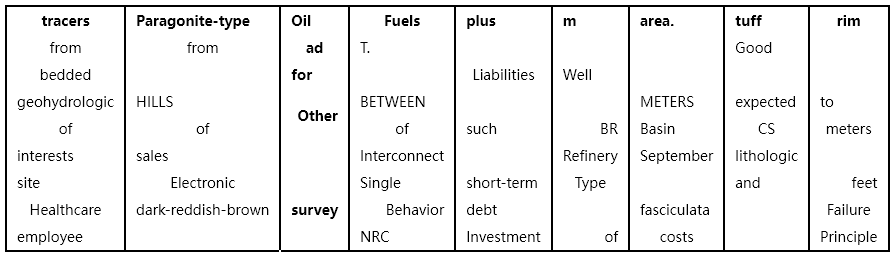 tracers Paragonite-type Oil Fuels plus m area. tuff rim
from from ad T. Good
bedded for Liabilities Well
geohydrologic HILLS Other BETWEEN METERS expected to
of of of such BR Basin CS meters
interests sales Interconnect Refinery September lithologic
site Electronic Single short-term Type and feet
Healthcare dark-reddish-brown survey Behavior debt fasciculata Failure
employee NRC Investment of costs Principle